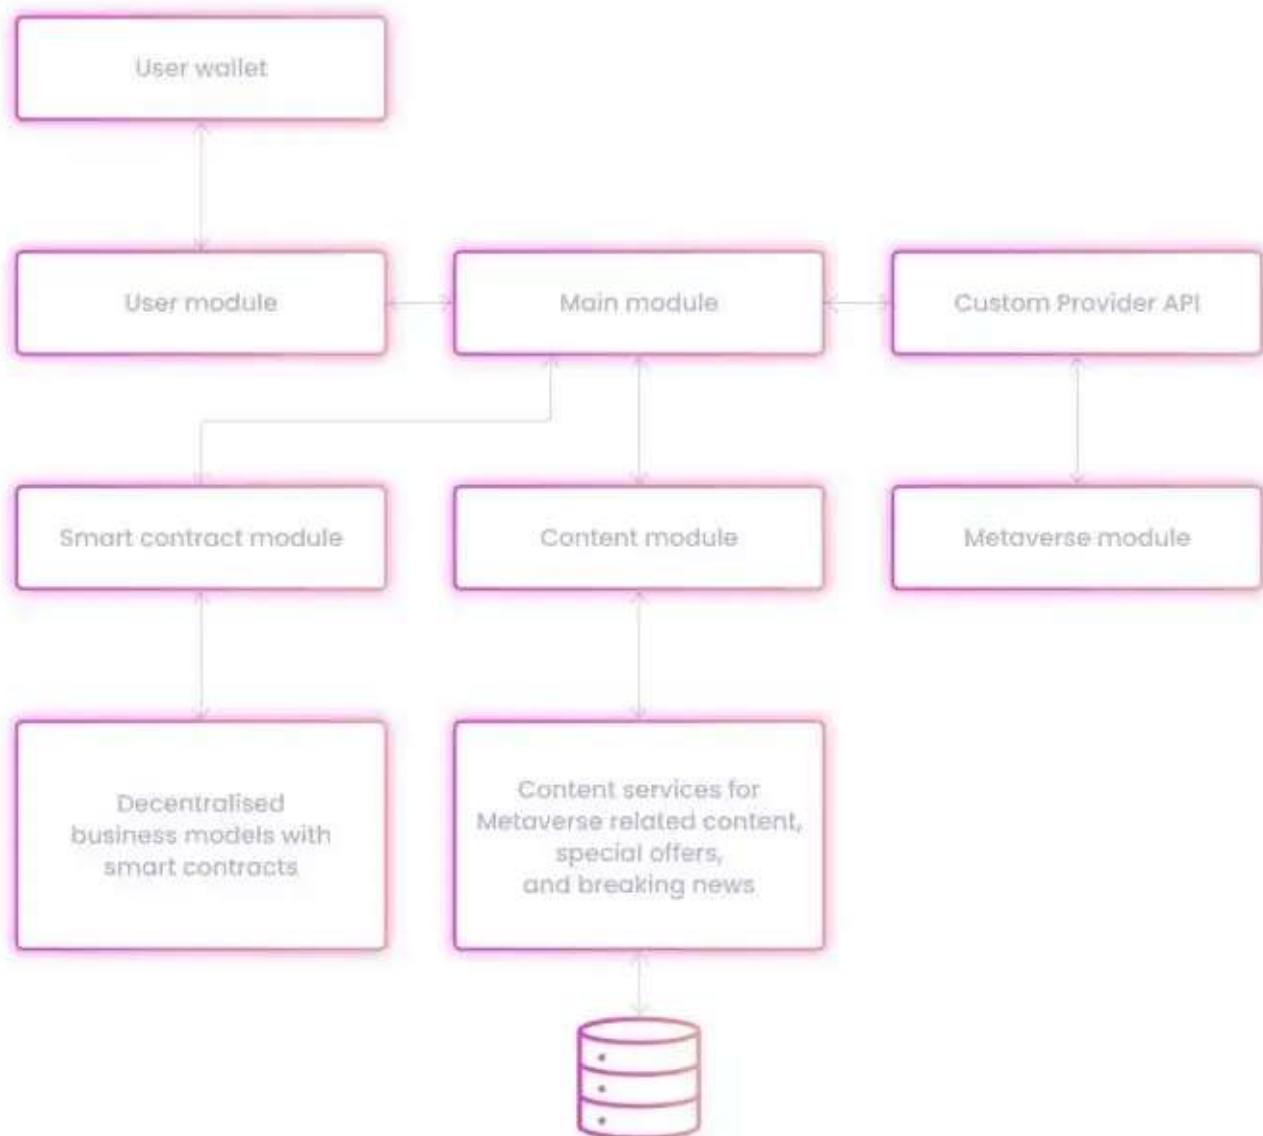 User wallet
User module
Main module
Custom Provider API
Smart contract module
Content module
Metaverse module
Decentralised
business models with
smart contracts
Content services for
Metaverse related content,
special offers,
and breaking news